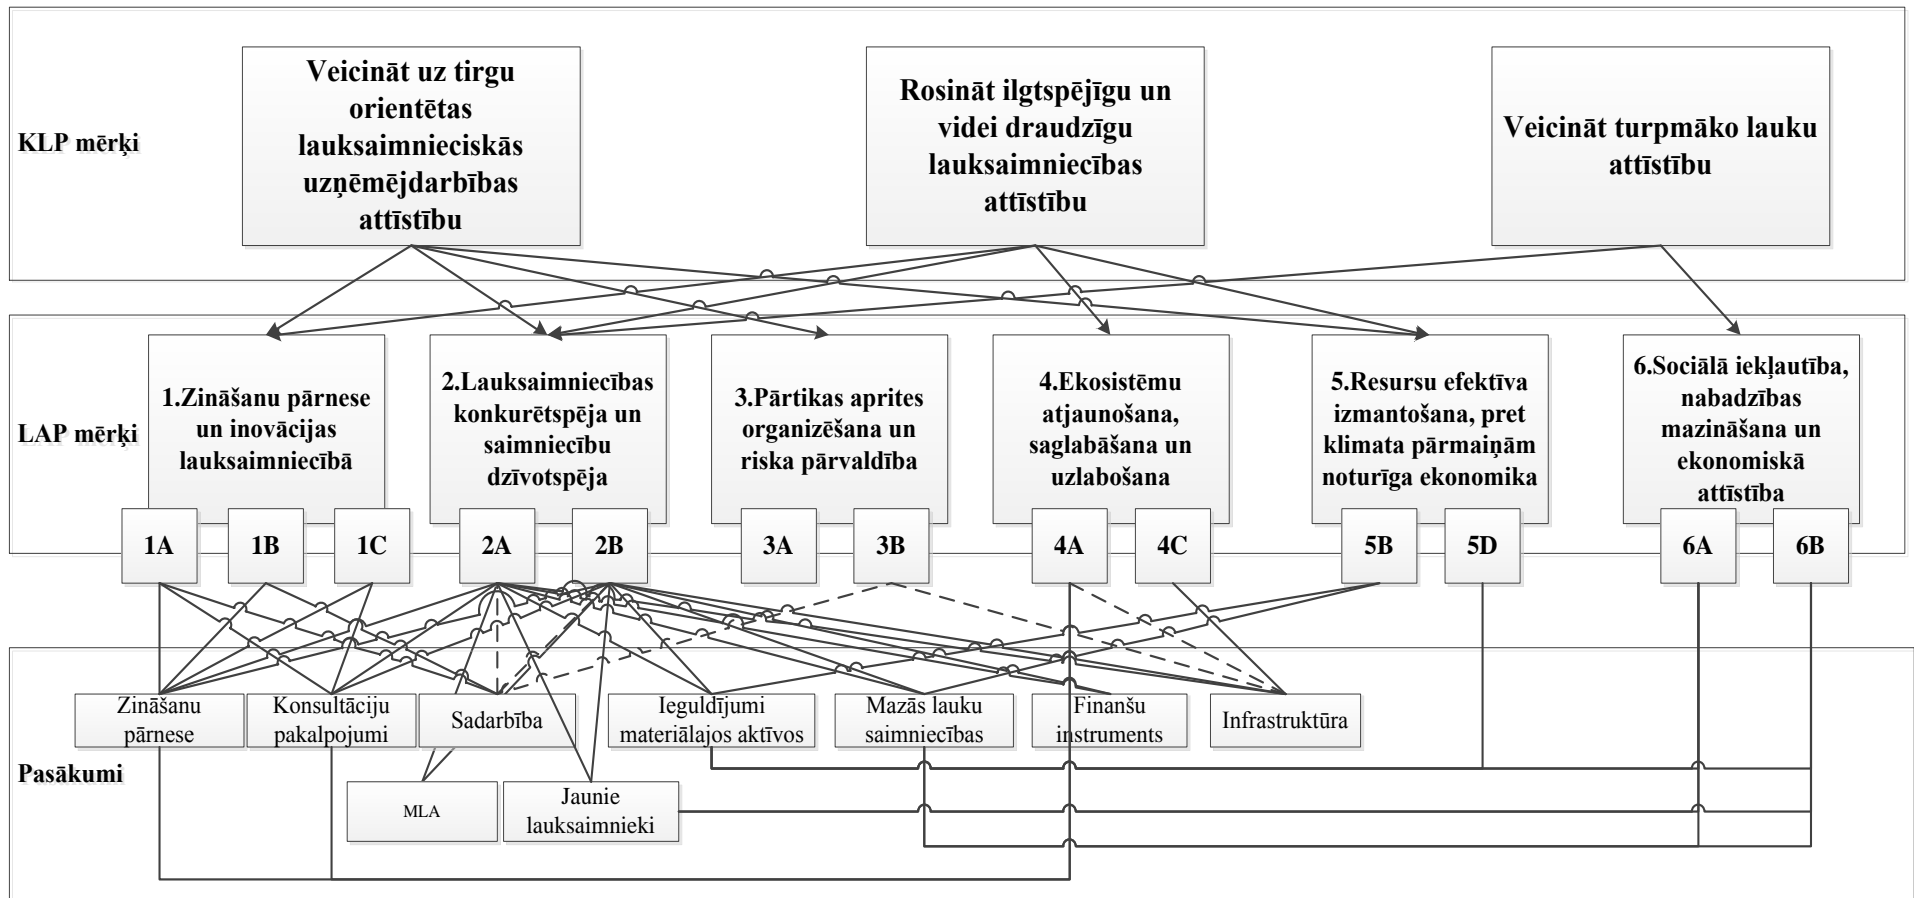 KLP mērķi
Veicināt uz tirgu
orientētas
lauksaimnieciskās
uzņēmējdarbības
attīstību
Rosināt ilgtspējīgu un
videi draudzīgu
lauksaimniecības
attīstību
Veicināt turpmāko lauku
attīstību
LAP mērķi
1.Zināšanu pārnese
un inovācijas
lauksaimniecībā
2.Lauksaimniecības
konkurētspēja un
saimniecību
dzīvotspēja
3.Pārtikas aprites
organizēšana un
riska pārvaldība
4.Ekosistēmu
atjaunošana,
saglabāšana un
uzlabošana
5.Resursu efektīva
izmantošana, pret
klimata pārmaiņām
noturīga ekonomika
6.Sociālā iekļautība,
nabadzības
mazināšana un
ekonomiskā
attīstība
1A
1B
1C
2A
2B
3A
3B
4A
4C
5B
5D
6A
6B
Pasākumi
Zināšanu
pārnese
Konsultāciju
pakalpojumi
Sadarbība
Ieguldījumi
materiālajos aktīvos
Mazās lauku
saimniecības
Finanšu
instruments
Infrastruktūra
MLA
Jaunie
lauksaimnieki